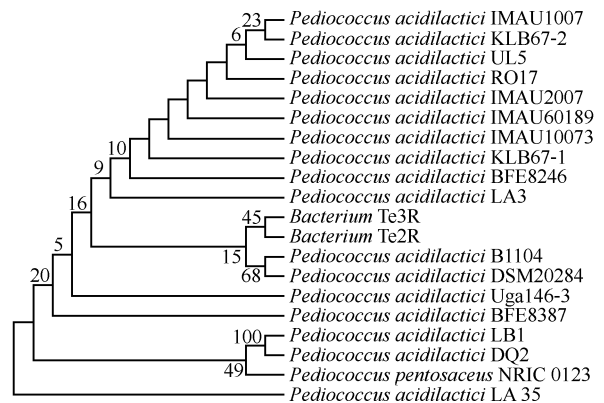 23 Pediococcus acidilactici IMAU1007
6 Pediococcus acidilactici KLB67-2
Pediococcus acidilactici UL5
Pediococcus acidilactici RO17
Pediococcus acidilactici IMAU2007
Pediococcus acidilactici IMAU60189
Pediococcus acidilactici IMAU10073
10 Pediococcus acidilactici KLB67-1
9 Pediococcus acidilactici BFE8246
Pediococcus acidilactici LA3
16 45 Bacterium Te3R
Bacterium Te2R
5 15 Pediococcus acidilactici B1104
20 68 Pediococcus acidilactici DSM20284
Pediococcus acidilactici Uga146-3
Pediococcus acidilactici BFE8387
100 Pediococcus acidilactici LB1
Pediococcus acidilactici DQ2
49 Pediococcus pentosaceus NRIC 0123
Pediococcus acidilactici LA 35